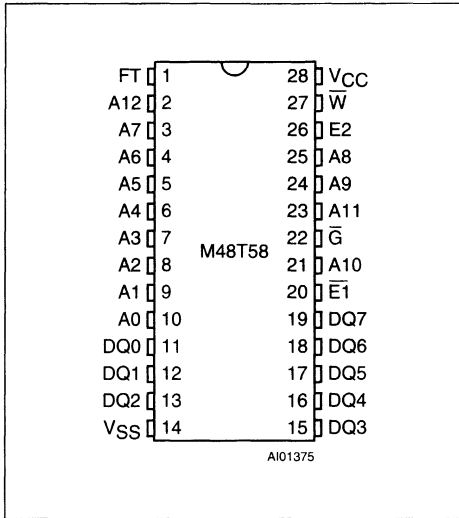 FT 1 28 VCC
A12 2 27 W̅
A7 3 26 E2
A6 4 25 A8
A5 5 24 A9
A4 6 23 A11
A3 7 22 G̅
M48T58
A2 8 21 A10
A1 9 20 E̅1̅
A0 10 19 DQ7
DQ0 11 18 DQ6
DQ1 12 17 DQ5
DQ2 13 16 DQ4
VSS 14 15 DQ3
AI01375